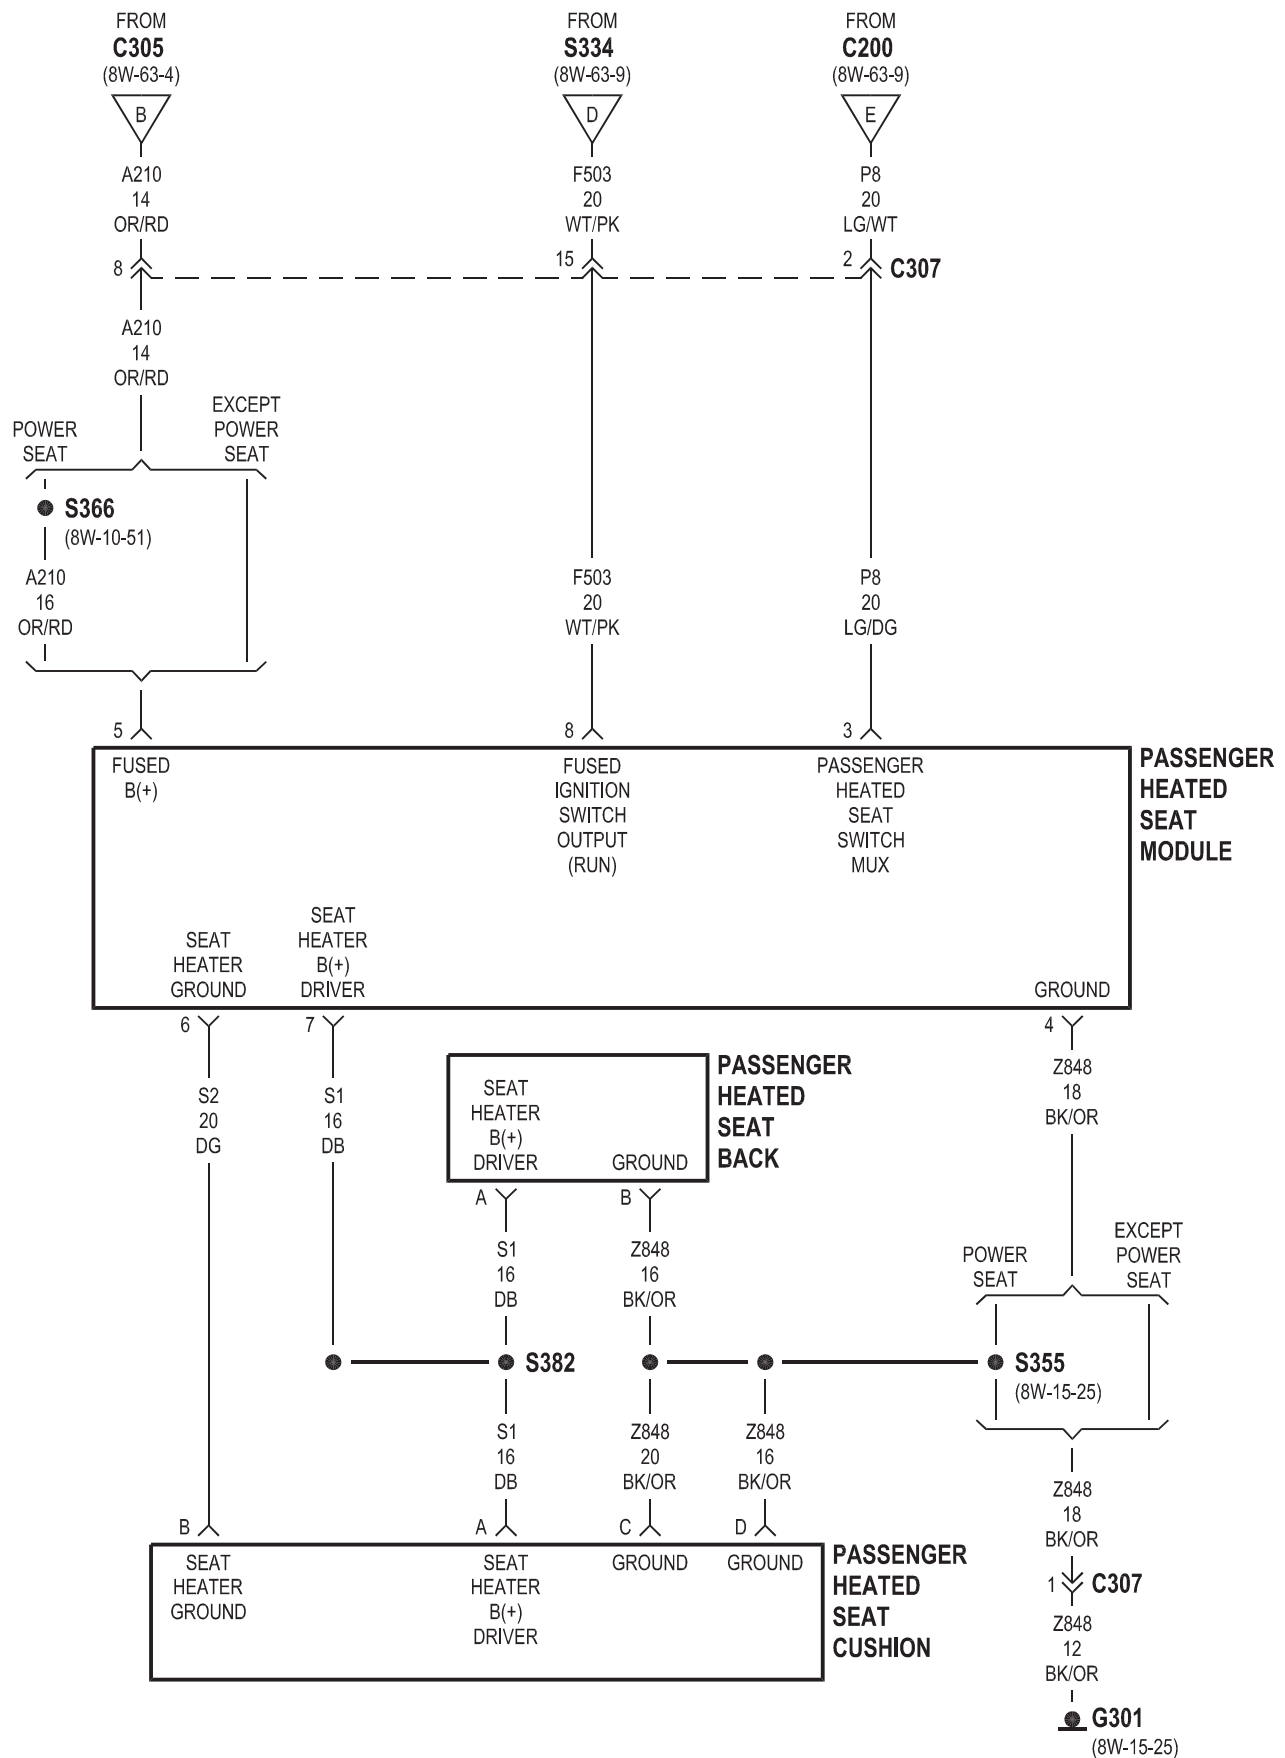 FROM
C305
(8W-63-4)
B
A210
14
OR/RD
8
A210
14
OR/RD
FROM
S334
(8W-63-9)
D
F503
20
WT/PK
15
FROM
C200
(8W-63-9)
E
P8
20
LG/WT
2
C307
POWER
SEAT
EXCEPT
POWER
SEAT
S366
(8W-10-51)
A210
16
OR/RD
F503
20
WT/PK
P8
20
LG/DG
5
8
3
FUSED
B(+)
FUSED
IGNITION
SWITCH
OUTPUT
(RUN)
PASSENGER
HEATED
SEAT
SWITCH
MUX
PASSENGER
HEATED
SEAT
MODULE
SEAT
HEATER
GROUND
SEAT
HEATER
B(+)
DRIVER
GROUND
6
7
4
S2
20
DG
S1
16
DB
SEAT
HEATER
B(+)
DRIVER
GROUND
PASSENGER
HEATED
SEAT
BACK
Z848
18
BK/OR
A
B
S1
16
DB
Z848
16
BK/OR
POWER
SEAT
EXCEPT
POWER
SEAT
S382
S355
(8W-15-25)
S1
16
DB
Z848
20
BK/OR
Z848
16
BK/OR
Z848
18
BK/OR
B
A
C
D
SEAT
HEATER
GROUND
SEAT
HEATER
B(+)
DRIVER
GROUND
GROUND
PASSENGER
HEATED
SEAT
CUSHION
1
C307
Z848
12
BK/OR
G301
(8W-15-25)